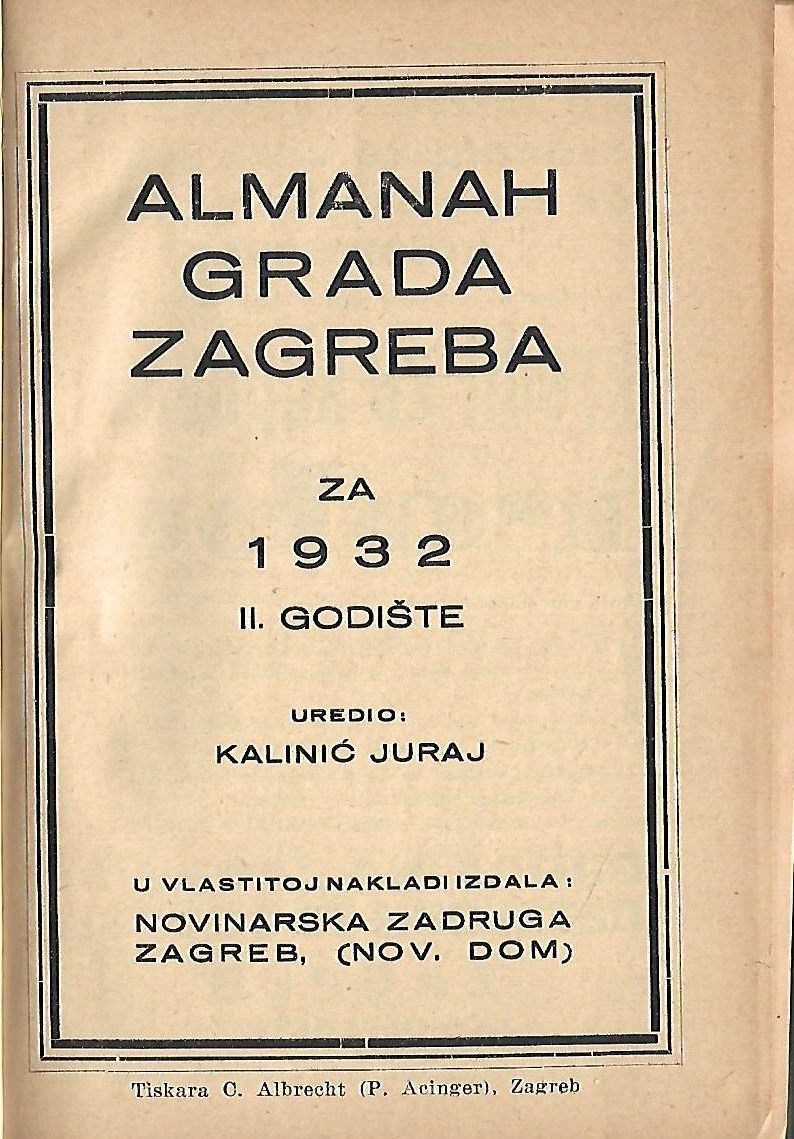 ALMANAH
GRADA
ZAGREBA
ZA
1932
II. GODIŠTE
UREDIO:
KALINIĆ JURAJ
U VLASTITOJ NAKLADI IZDALA:
NOVINARSKA ZADRUGA
ZAGREB, (NOV. DOM)
Tiskara C. Albrecht (P. Acinger), Zagreb